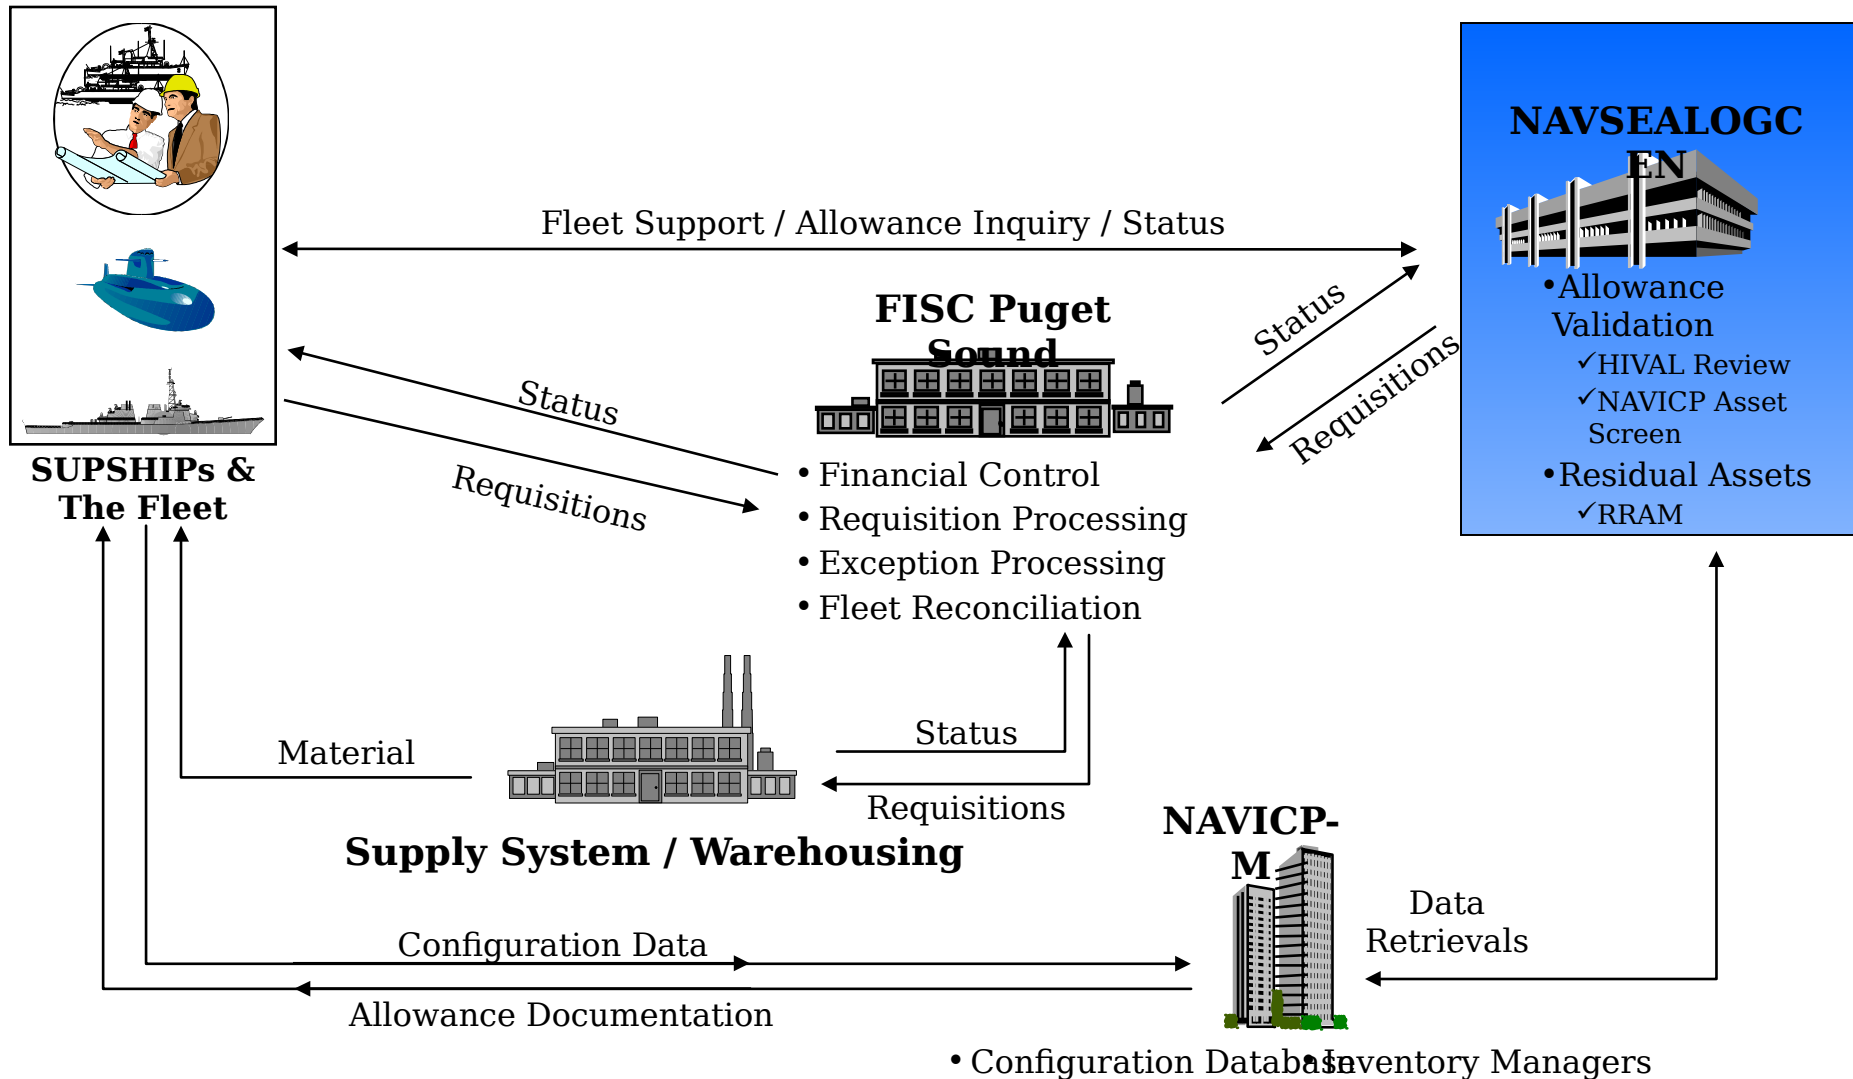 NAVSEALOGC
EN
• Allowance
Validation
✓ HIVAL Review
✓ NAVICP Asset
Screen
• Residual Assets
✓ RRAM
Fleet Support / Allowance Inquiry / Status
FISC Puget
Sound
Status
Requisitions
Status
Requisitions
SUPSHIPs &
The Fleet
• Financial Control
• Requisition Processing
• Exception Processing
• Fleet Reconciliation
Material
Status
Requisitions
Supply System / Warehousing
NAVICP-
M
Data
Retrievals
Configuration Data
Allowance Documentation
• Configuration Database
• Inventory Managers